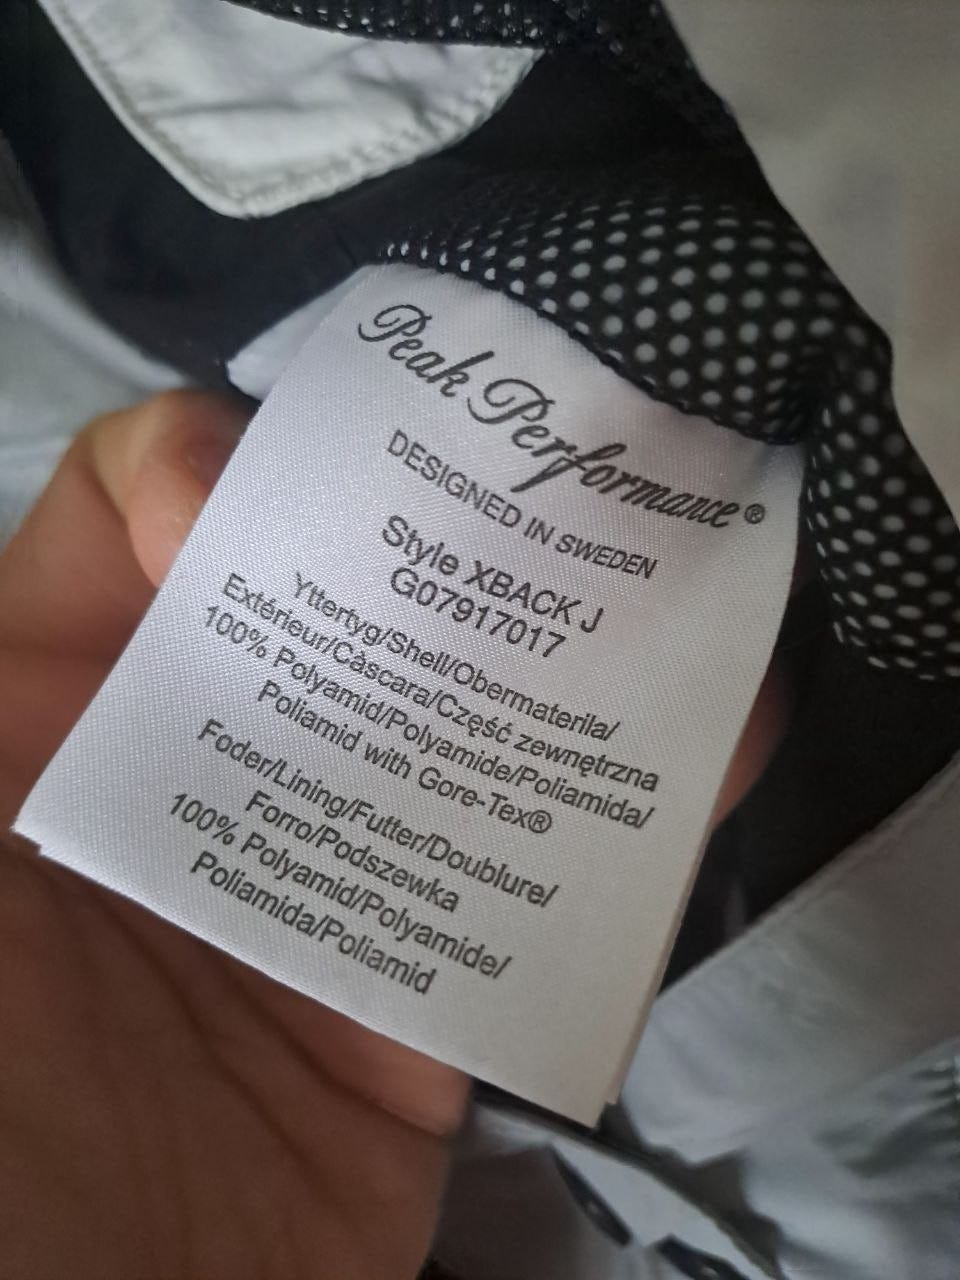 Peak Performance®
DESIGNED IN SWEDEN
Style XBACK J
G07917017
Yttertyg/Shell/Obermaterila/
Extérieur/Càscara/Część zewnętrzna
100% Polyamid/Polyamide/Poliamida/
Poliamid with Gore-Tex®
Foder/Lining/Futter/Doublure/
Forro/Podszewka
100% Polyamid/Polyamide/
Poliamida/Poliamid